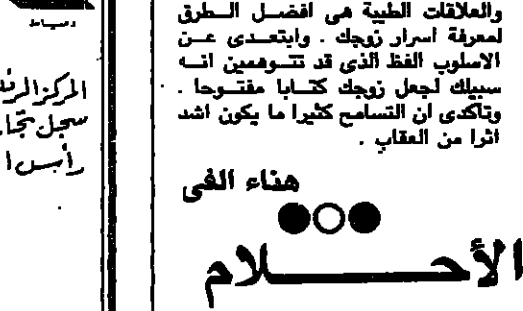 والعلاقات الطيبة هى افضل الطرق
لمعرفة اسرار زوجك . وابتعدى عن
الاسلوب الفظ الذى قد تتوهمين انه
سبيلك لجعل زوجك كتابا مفتوحا .
وتأكدى ان التسامح كثيرا ما يكون اشد
اثرا من العقاب .
هناء الفى
الأحـــــلام
دمياط
المركز الرئ
سجل تجا
رأس ا